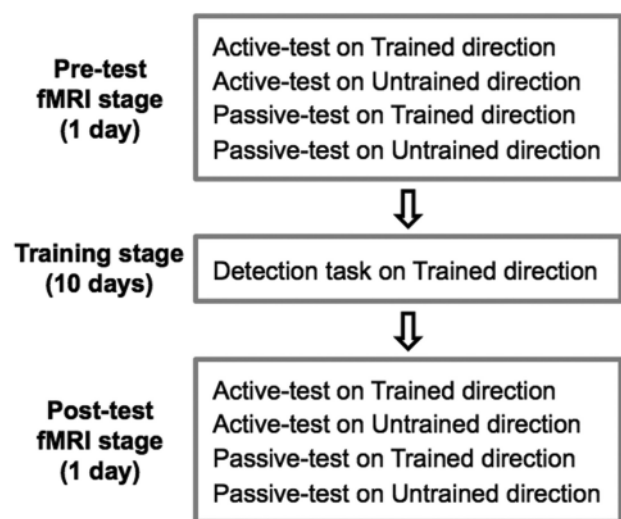 Pre-test
fMRI stage
(1 day)
Active-test on Trained direction
Active-test on Untrained direction
Passive-test on Trained direction
Passive-test on Untrained direction
Training stage
(10 days)
Detection task on Trained direction
Post-test
fMRI stage
(1 day)
Active-test on Trained direction
Active-test on Untrained direction
Passive-test on Trained direction
Passive-test on Untrained direction